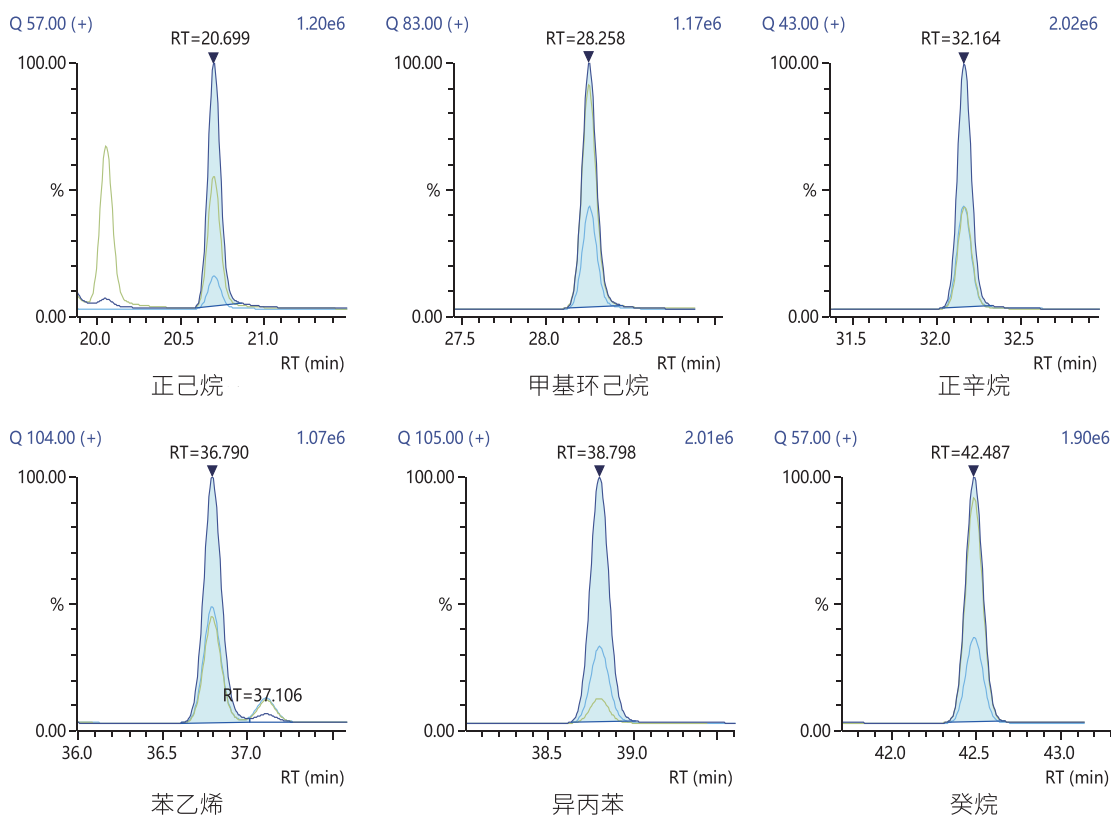 Q 57.00 (+) 1.20e6
RT=20.699
100.00
%
0.00
20.0 20.5 21.0
RT (min)
正己烷
Q 83.00 (+) 1.17e6
RT=28.258
100.00
%
0.00
27.5 28.0 28.5
RT (min)
甲基环己烷
Q 43.00 (+) 2.02e6
RT=32.164
100.00
%
0.00
31.5 32.0 32.5
RT (min)
正辛烷
Q 104.00 (+) 1.07e6
RT=36.790
100.00
%
RT=37.106
0.00
36.0 36.5 37.0
RT (min)
苯乙烯
Q 105.00 (+) 2.01e6
RT=38.798
100.00
%
0.00
38.5 39.0
RT (min)
异丙苯
Q 57.00 (+) 1.90e6
RT=42.487
100.00
%
0.00
42.0 42.5 43.0
RT (min)
癸烷